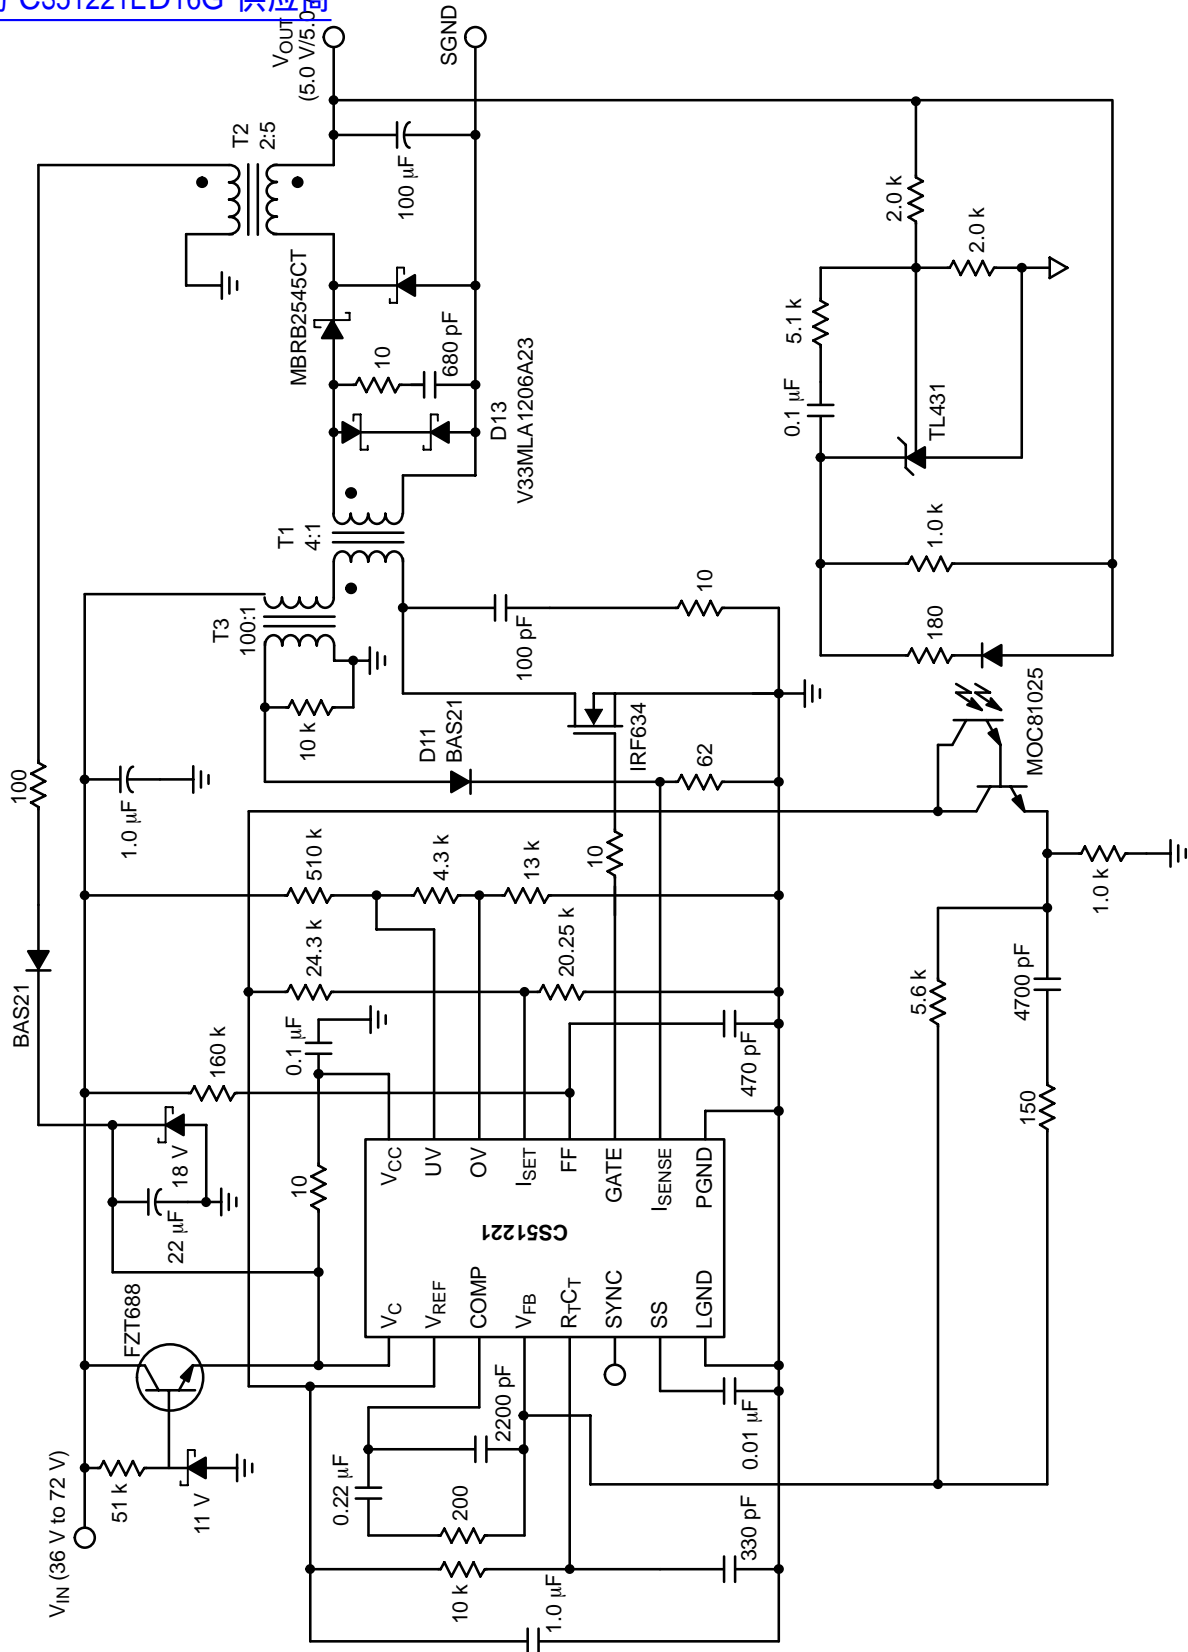 CS51221ED16G 供应商
VIN (36 V to 72 V)
51 k
11 V
FZT688
22 µF
18 V
BAS21
100
160 k
10
0.1 µF
24.3 k
510 k
4.3 k
13 k
20.25 k
1.0 µF
10 k
T3
100:1
D11
BAS21
T1
4:1
T2
2:5
VOUT
(5.0 V/5.0
SGND
MBRB2545CT
100 µF
10
680 pF
D13
V33MLA1206A23
100 pF
10
IRF634
10
62
470 pF
VC
VREF
COMP
VFB
RTCT
SYNC
SS
LGND
CS51221
VCC
UV
OV
ISET
FF
GATE
ISENSE
PGND
0.22 µF
2200 pF
200
10 k
1.0 µF
330 pF
0.01 µF
5.6 k
150
4700 pF
1.0 k
MOC81025
180
1.0 k
TL431
0.1 µF
5.1 k
2.0 k
2.0 k